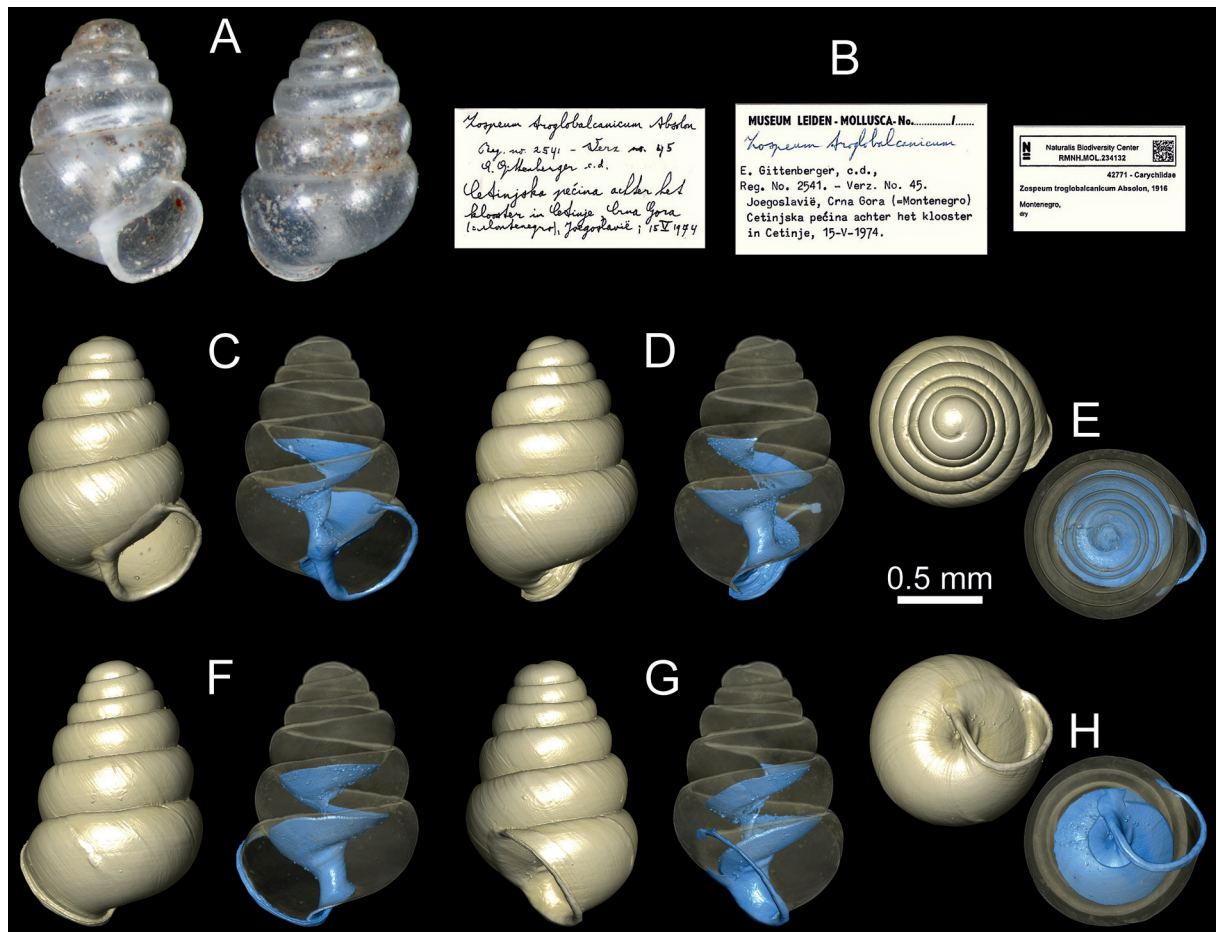 A
B
Zospeum troglobalcanicum Absolon
Reg. no. 2541 - Verz. no. 45
E. Gittenberger c.d.
Cetinjska pećina achter het
klooster in Cetinje, Crna Gora
(=Montenegro), Joegoslavië; 15 V 1974
MUSEUM LEIDEN - MOLLUSCA - No............../.......
Zospeum troglobalcanicum
E. Gittenberger, c.d.,
Reg. No. 2541. - Verz. No. 45.
Joegoslavië, Crna Gora (=Montenegro)
Cetinjska pećina achter het klooster
in Cetinje, 15-V-1974.
N
Naturalis Biodiversity Center
RMNH.MOL.234132
42771 - Carychiidae
Zospeum troglobalcanicum Absolon, 1916
Montenegro,
dry
C
D
E
0.5 mm
F
G
H